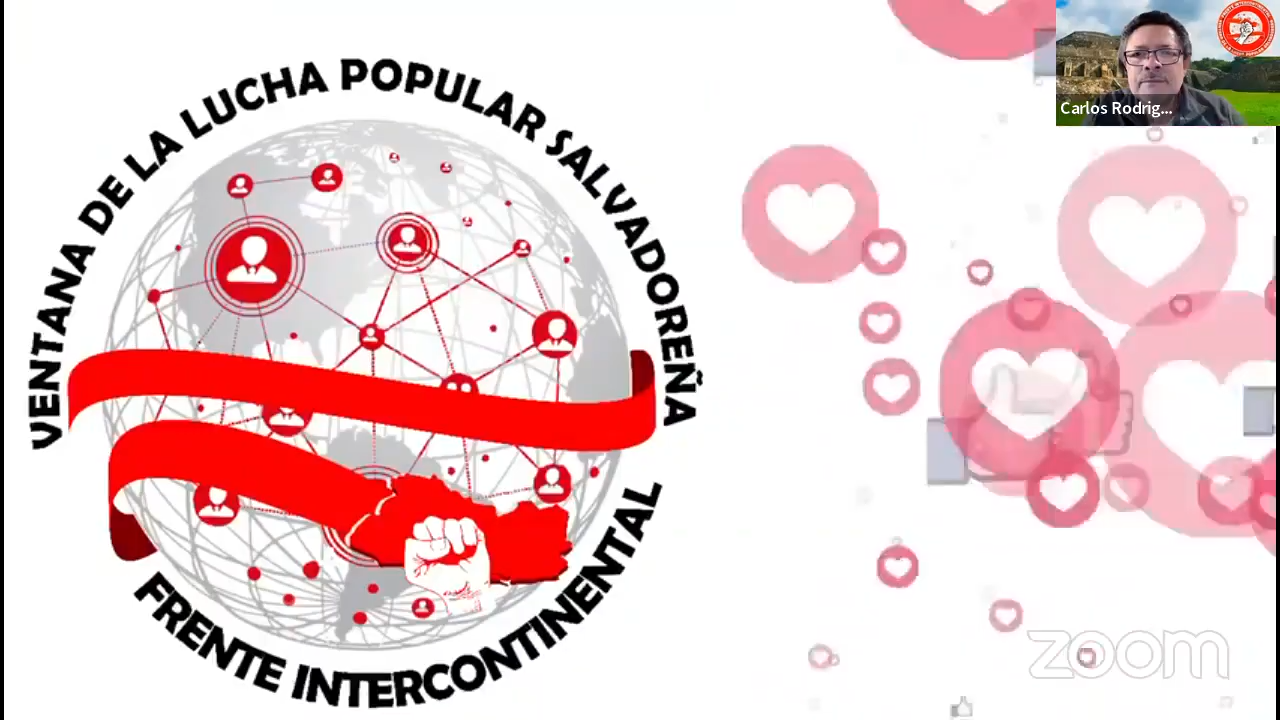 VENTANA DE LA LUCHA POPULAR SALVADOREÑA
FRENTE INTERCONTINENTAL
Carlos Rodrig...
zoom